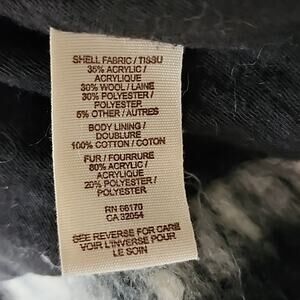 SHELL FABRIC / TISSU
35% ACRYLIC /
ACRYLIQUE
30% WOOL / LAINE
30% POLYESTER /
POLYESTER
5% OTHER / AUTRES
BODY LINING /
DOUBLURE
100% COTTON / COTON
FUR / FOURRURE
80% ACRYLIC /
ACRYLIQUE
20% POLYESTER /
POLYESTER
RN 66170
CA 32054
SEE REVERSE FOR CARE
VOIR L'INVERSE POUR
LE SOIN